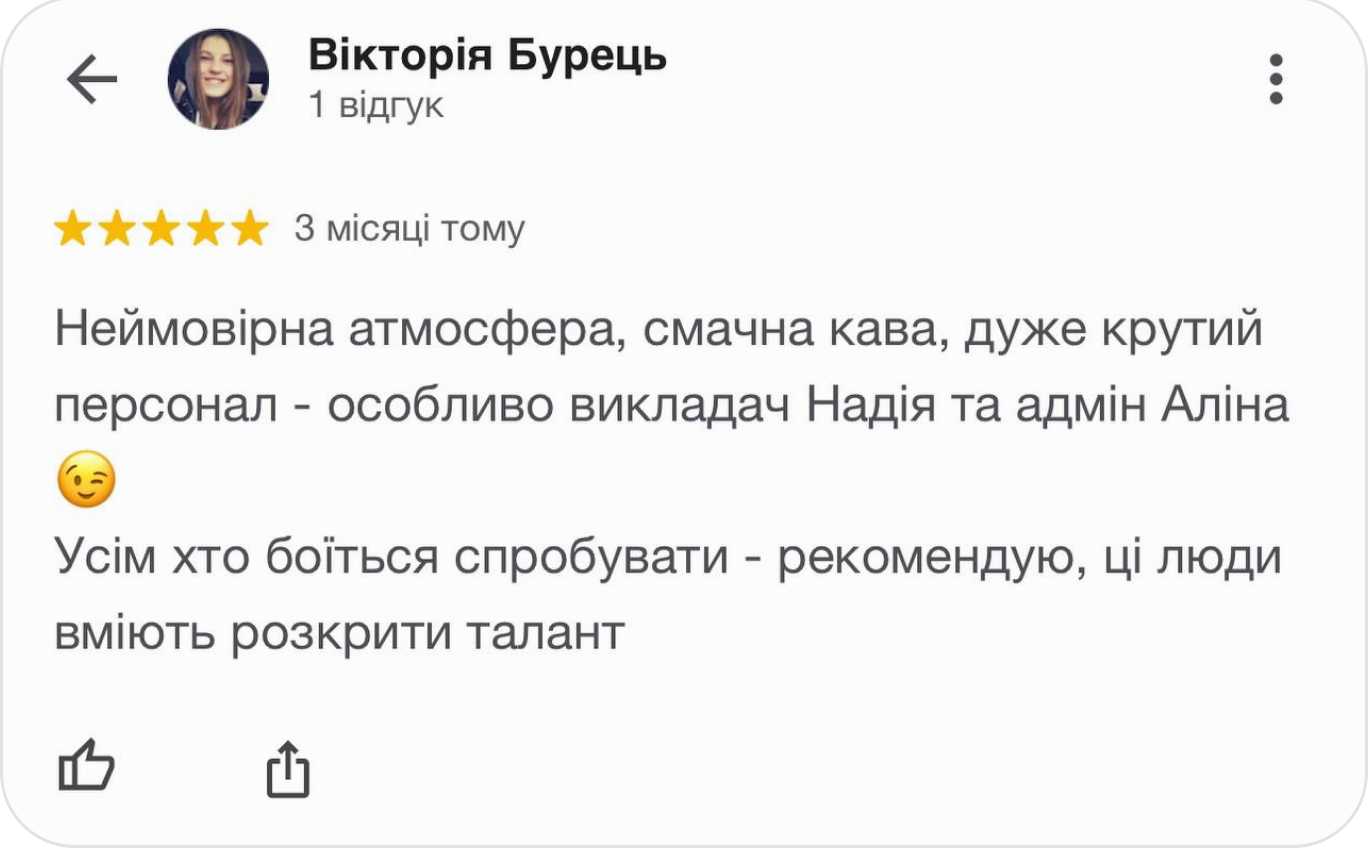 Вікторія Бурець
1 відгук
3 місяці тому
Неймовірна атмосфера, смачна кава, дуже крутий
персонал - особливо викладач Надія та адмін Аліна
😉
Усім хто боїться спробувати - рекомендую, ці люди
вміють розкрити талант